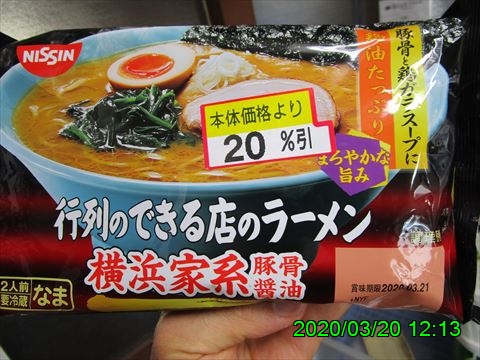 NISSIN
豚骨と鶏ガラスープに
鶏油たっぷり
本体価格より
20 %引
まろやかな
旨み
行列のできる店のラーメン
横浜家系 豚骨
醤油
2人前
要冷蔵
なま
賞味期限2020.03.21
2020/03/20 12:13